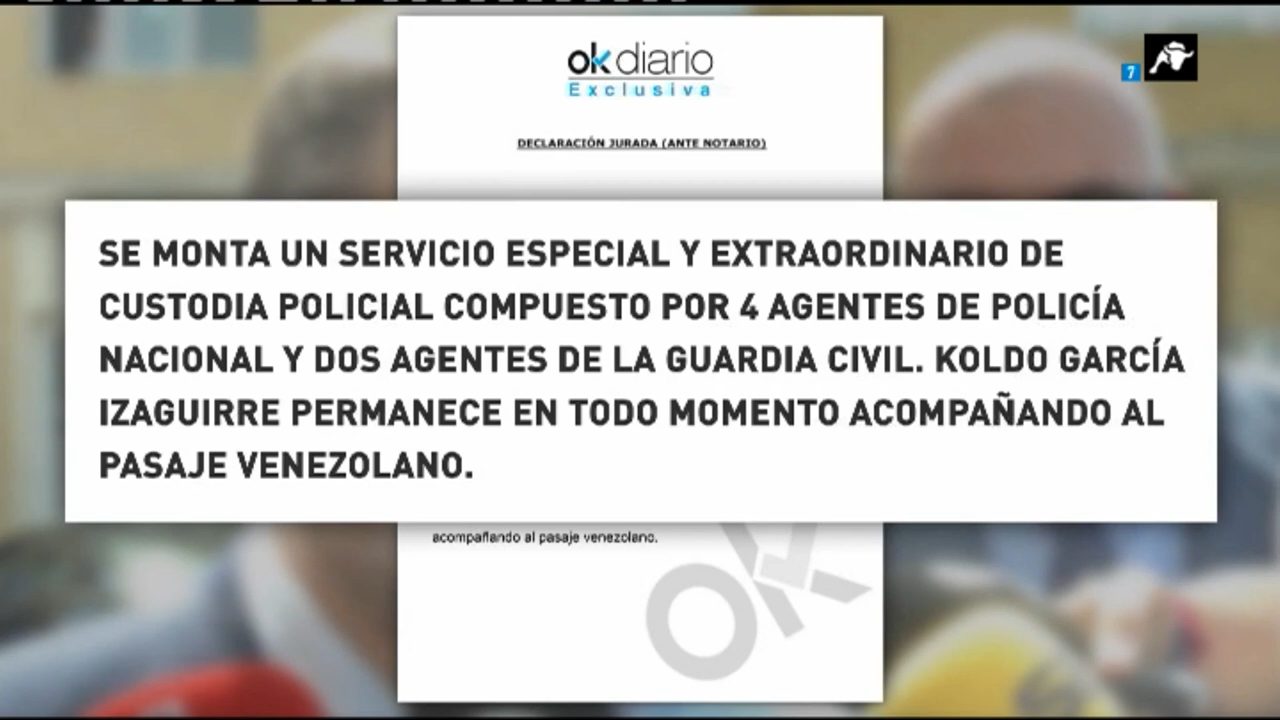 ok diario
Exclusiva
7
DECLARACIÓN JURADA (ANTE NOTARIO)
SE MONTA UN SERVICIO ESPECIAL Y EXTRAORDINARIO DE
CUSTODIA POLICIAL COMPUESTO POR 4 AGENTES DE POLICÍA
NACIONAL Y DOS AGENTES DE LA GUARDIA CIVIL. KOLDO GARCÍA
IZAGUIRRE PERMANECE EN TODO MOMENTO ACOMPAÑANDO AL
PASAJE VENEZOLANO.
acompañando al pasaje venezolano.
OK